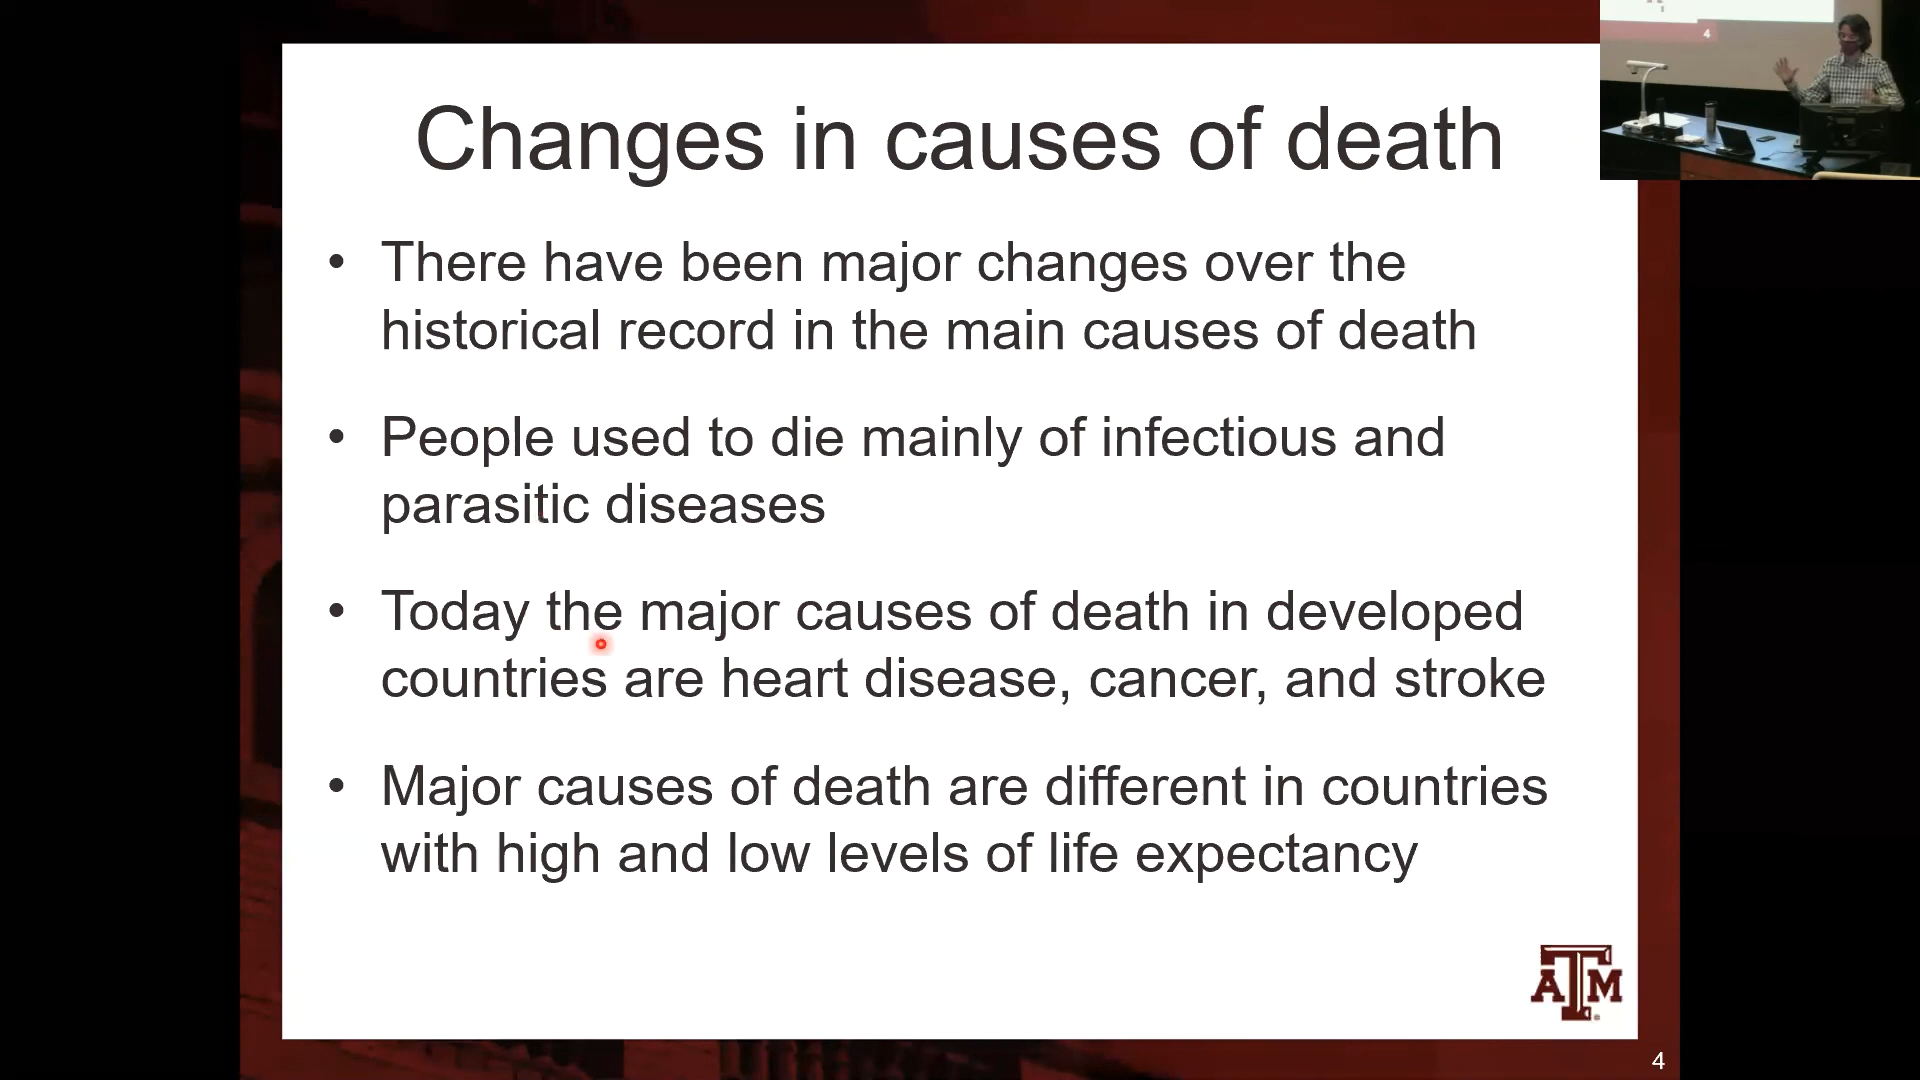 Changes in causes of death
• There have been major changes over the
historical record in the main causes of death
• People used to die mainly of infectious and
parasitic diseases
• Today the major causes of death in developed
countries are heart disease, cancer, and stroke
• Major causes of death are different in countries
with high and low levels of life expectancy
ATM
®
4
4